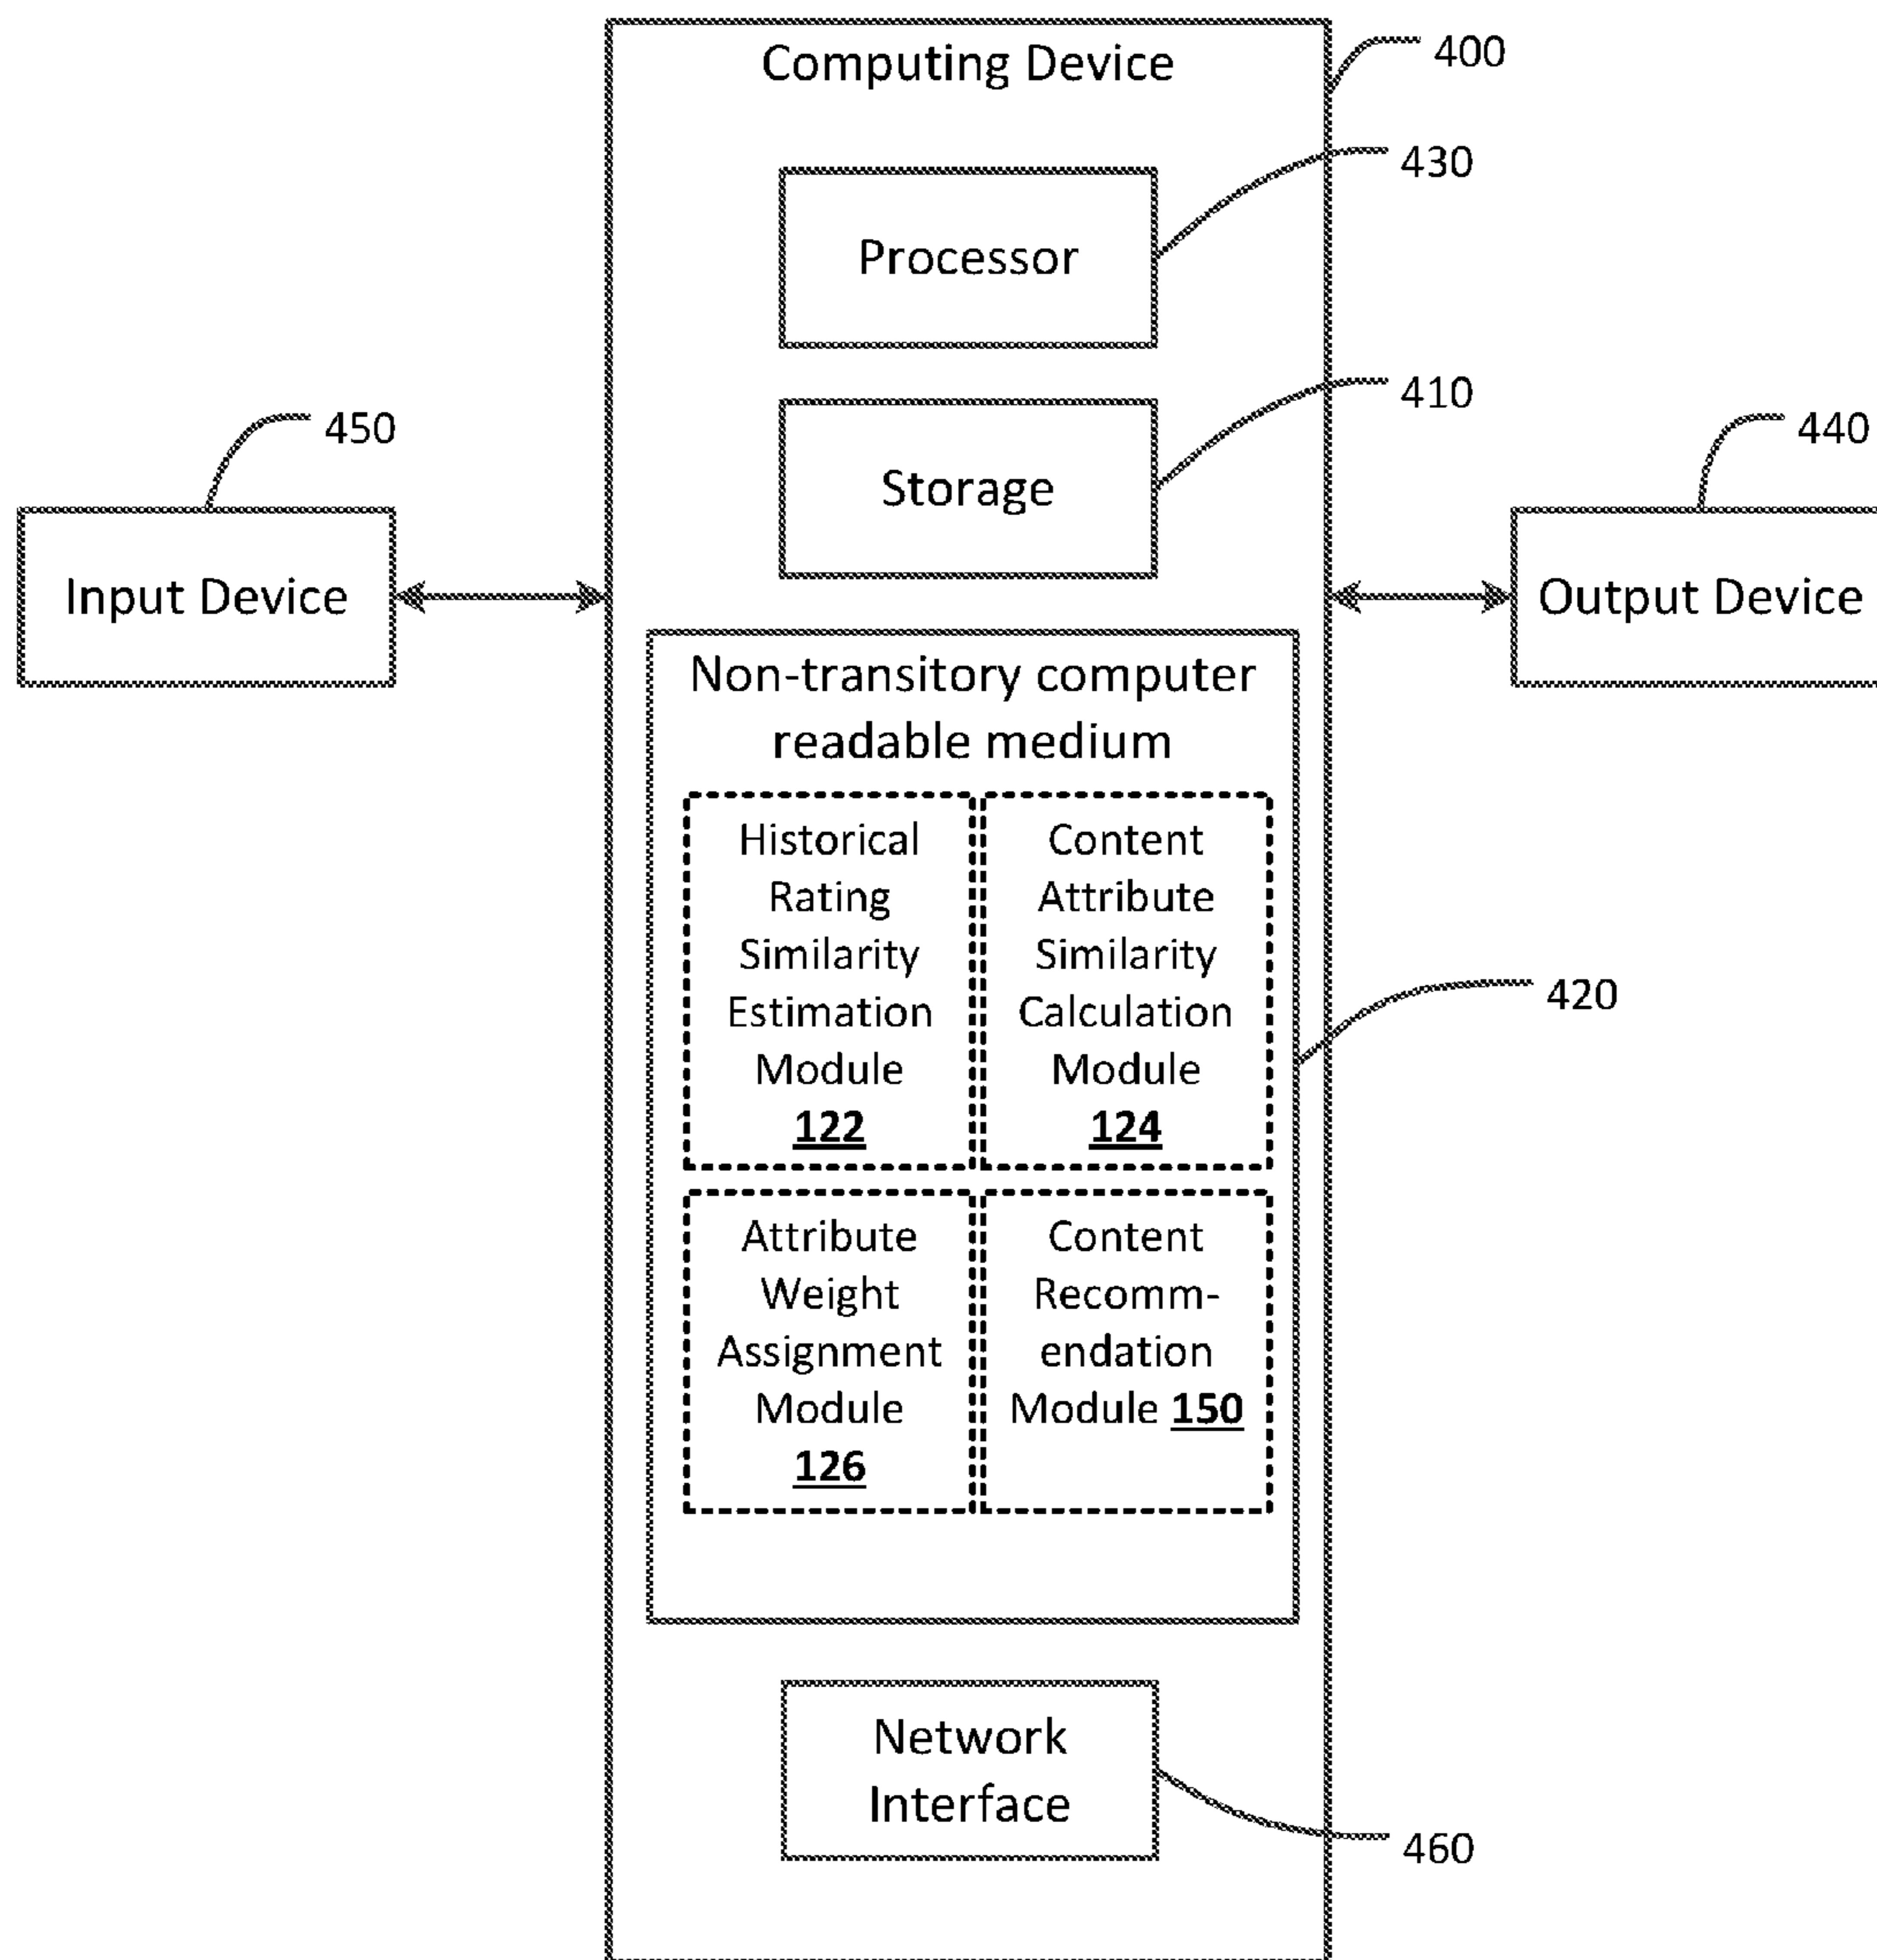 Computing Device
400
Processor
430
Storage
410
Input Device
450
Output Device
440
Non-transitory computer
readable medium
420
Historical
Rating
Similarity
Estimation
Module
122
Content
Attribute
Similarity
Calculation
Module
124
Attribute
Weight
Assignment
Module
126
Content
Recomm-
endation
Module 150
Network
Interface
460